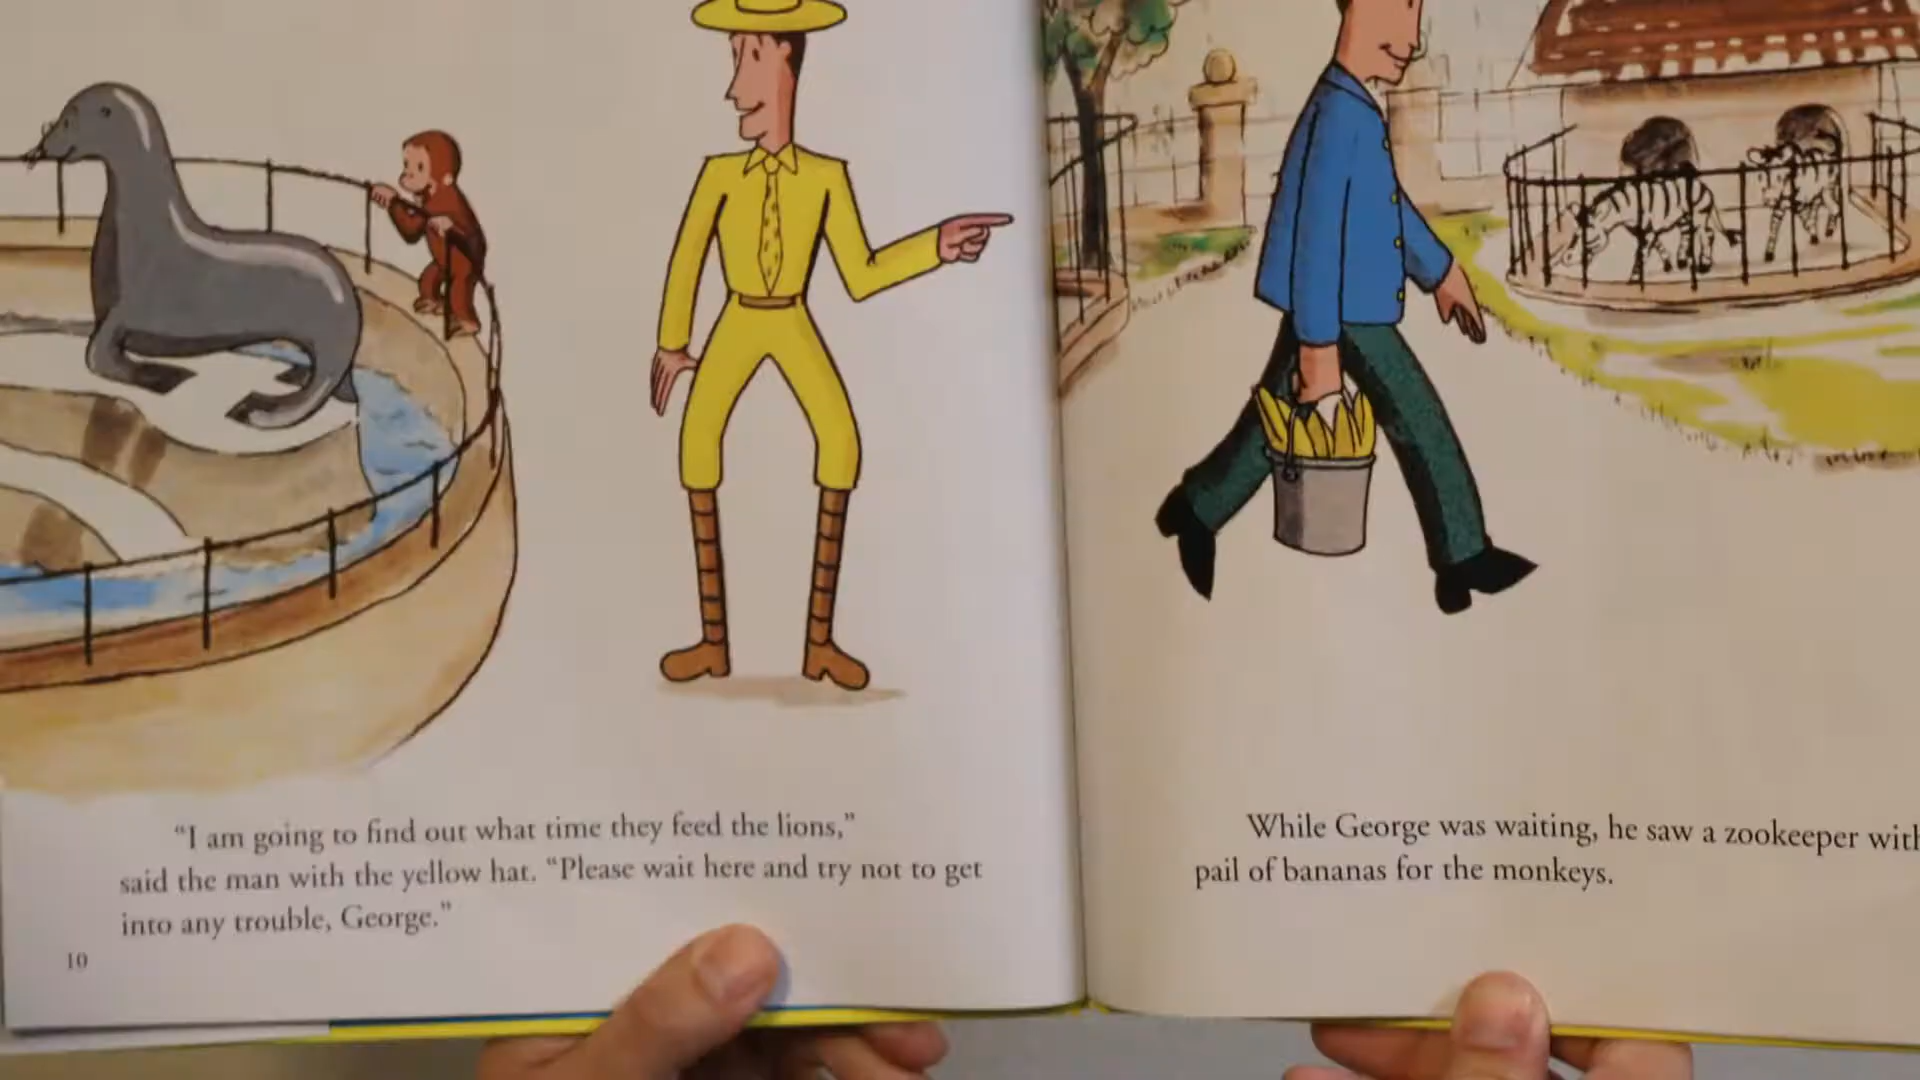 “I am going to find out what time they feed the lions,”
said the man with the yellow hat. “Please wait here and try not to get
into any trouble, George.”
10
While George was waiting, he saw a zookeeper with
pail of bananas for the monkeys.